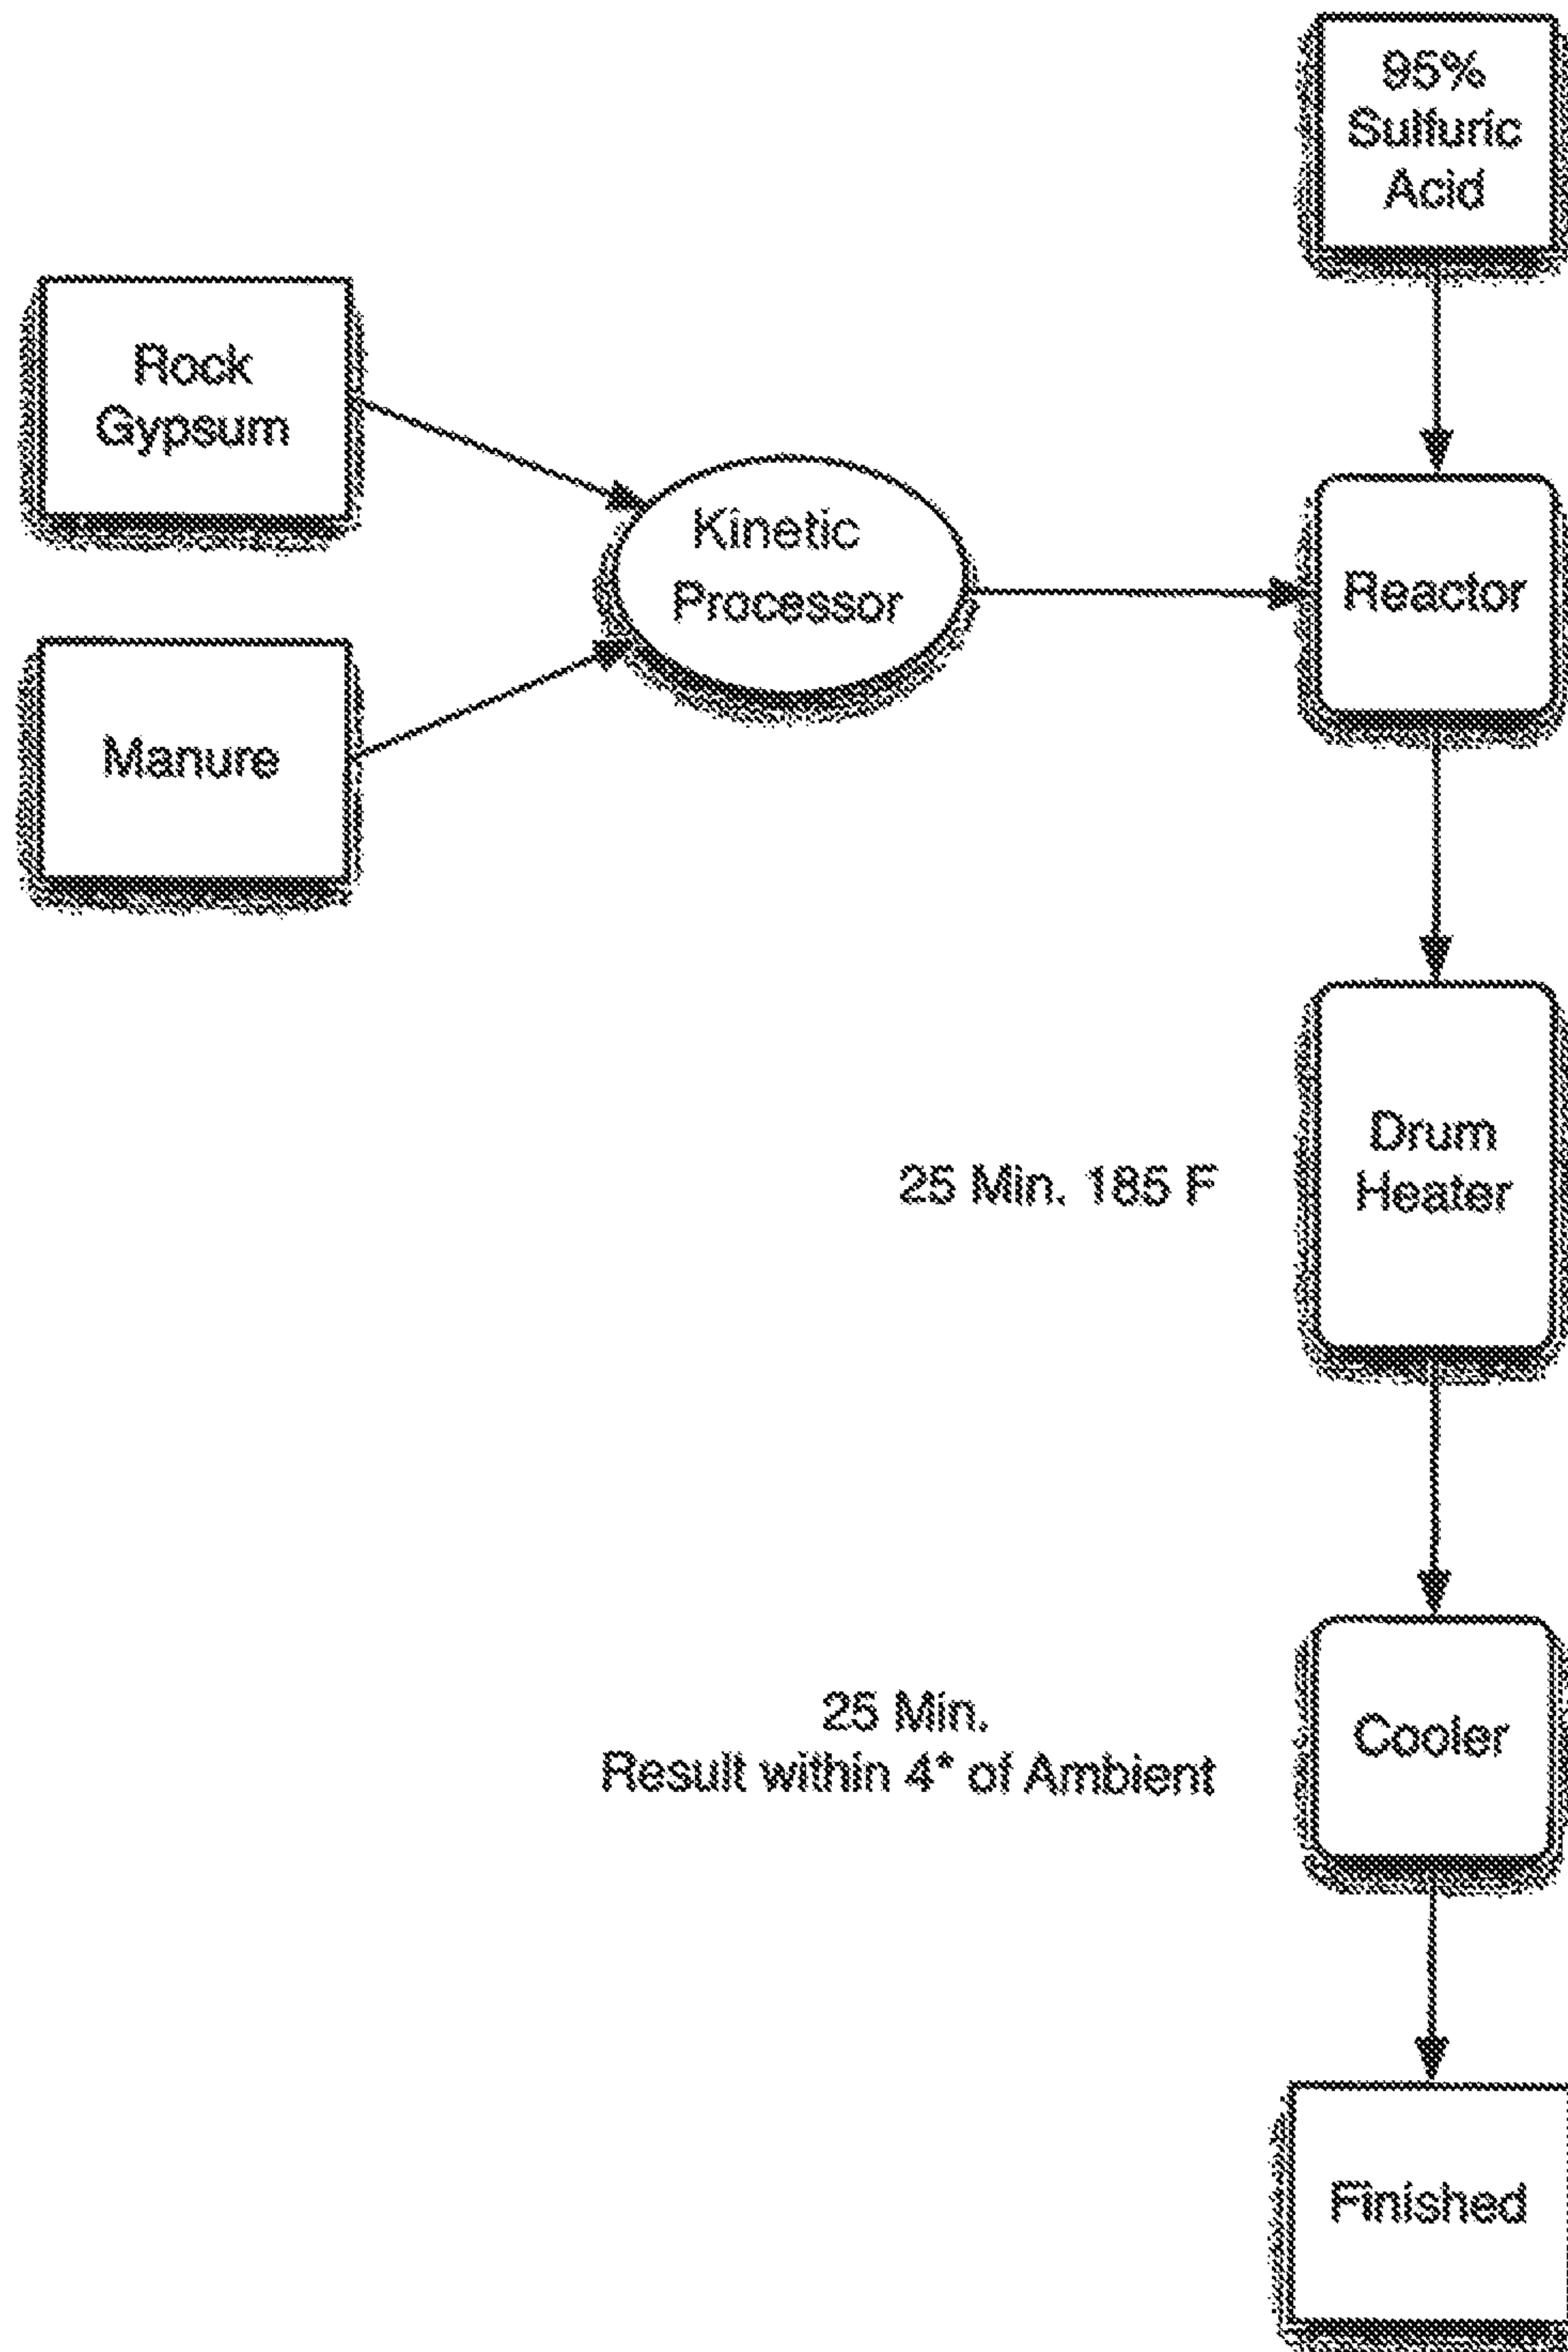 95%
Sulfuric
Acid
Rock
Gypsum
Kinetic
Processor
Reactor
Manure
Drum
Heater
25 Min. 185 F
25 Min.
Result within 4* of Ambient
Cooler
Finished